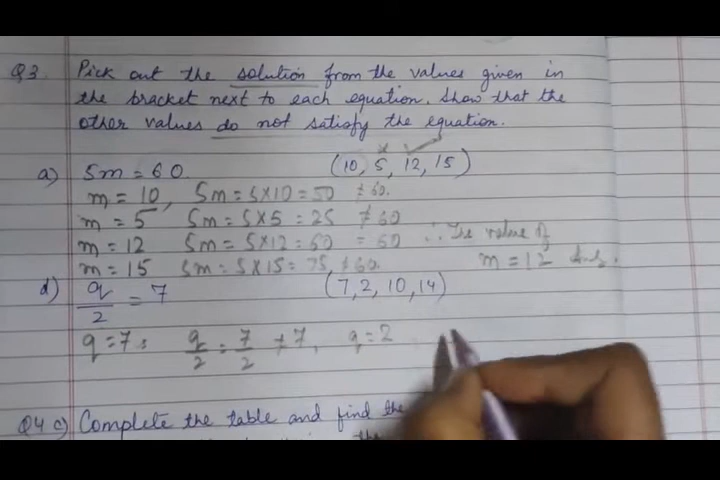 Q3. Pick out the solution from the values given in
the bracket next to each equation. Show that the
other values do not satisfy the equation.
a) 5m = 60. (10, 5, 12, 15)
m = 10, 5m = 5×10 = 50 ≠ 60.
m = 5 5m = 5×5 = 25 ≠ 60
m = 12 5m = 5×12 = 60 = 60 ∴ The value of
m = 15 5m = 5×15 = 75 ≠ 60. m = 12 Ans.
d) q/2 = 7 (7, 2, 10, 14)
q = 7, q/2 = 7/2 ≠ 7, q = 2
Q4 c) Complete the table and find the
the